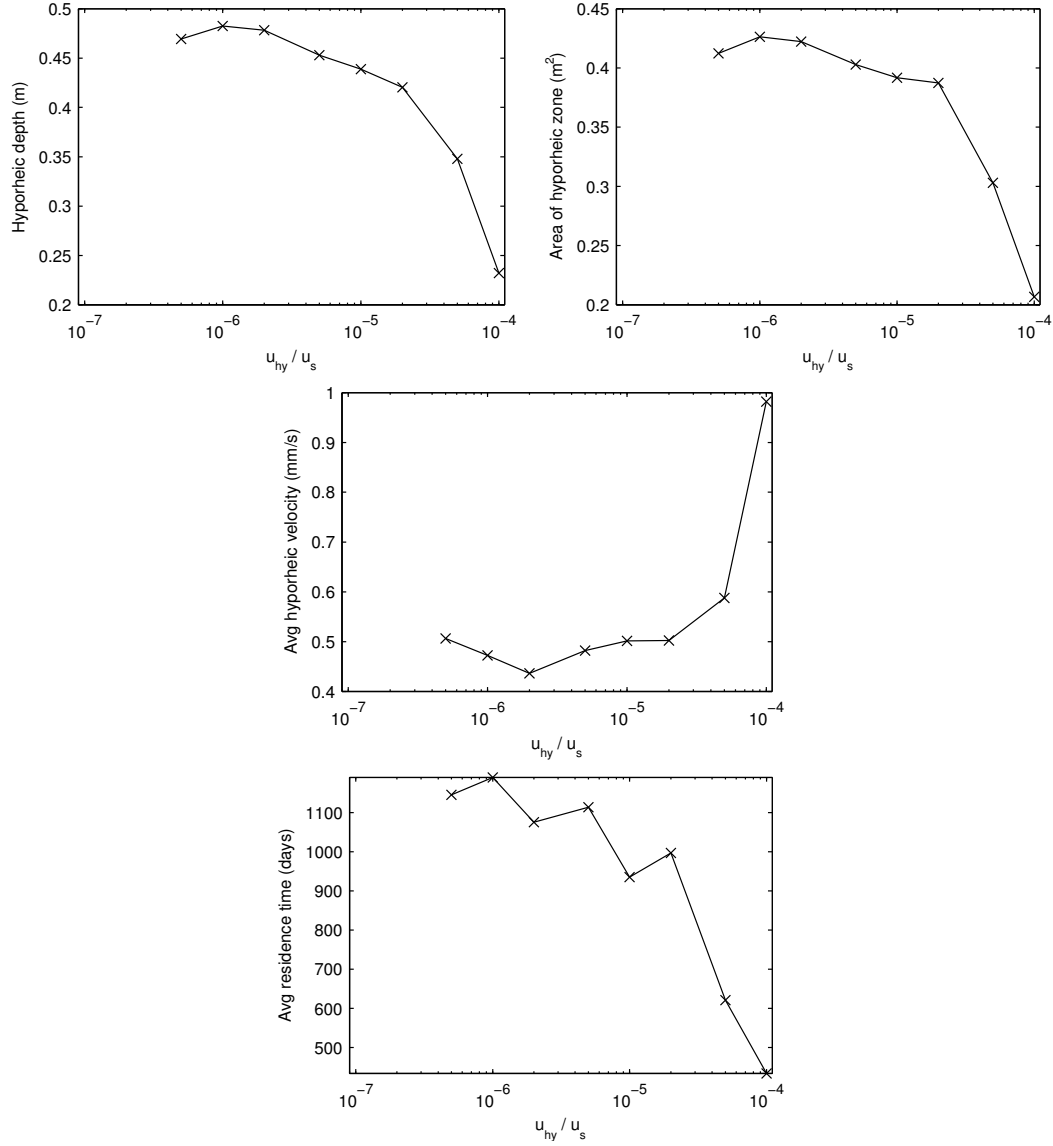 0.5
0.45
0.4
0.35
0.3
0.25
0.2
Hyporheic depth (m)
10⁻⁷ 10⁻⁶ 10⁻⁵ 10⁻⁴
u_hy / u_s
0.45
0.4
0.35
0.3
0.25
0.2
Area of hyporheic zone (m²)
10⁻⁷ 10⁻⁶ 10⁻⁵ 10⁻⁴
u_hy / u_s
1
0.9
0.8
0.7
0.6
0.5
0.4
Avg hyporheic velocity (mm/s)
10⁻⁷ 10⁻⁶ 10⁻⁵ 10⁻⁴
u_hy / u_s
1100
1000
900
800
700
600
500
Avg residence time (days)
10⁻⁷ 10⁻⁶ 10⁻⁵ 10⁻⁴
u_hy / u_s